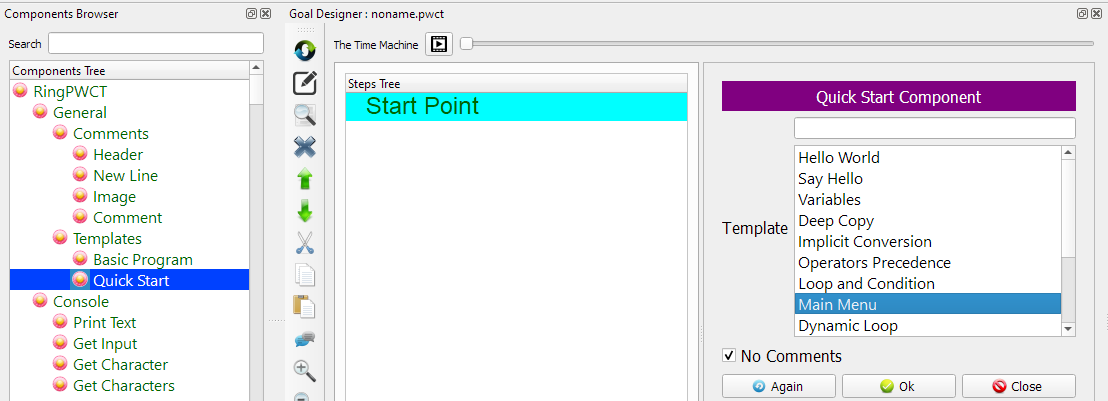 Components Browser
Search
Components Tree
RingPWCT
General
Comments
Header
New Line
Image
Comment
Templates
Basic Program
Quick Start
Console
Print Text
Get Input
Get Character
Get Characters
Goal Designer : noname.pwct
The Time Machine
Steps Tree
Start Point
Quick Start Component
Template
Hello World
Say Hello
Variables
Deep Copy
Implicit Conversion
Operators Precedence
Loop and Condition
Main Menu
Dynamic Loop
No Comments
Again Ok Close